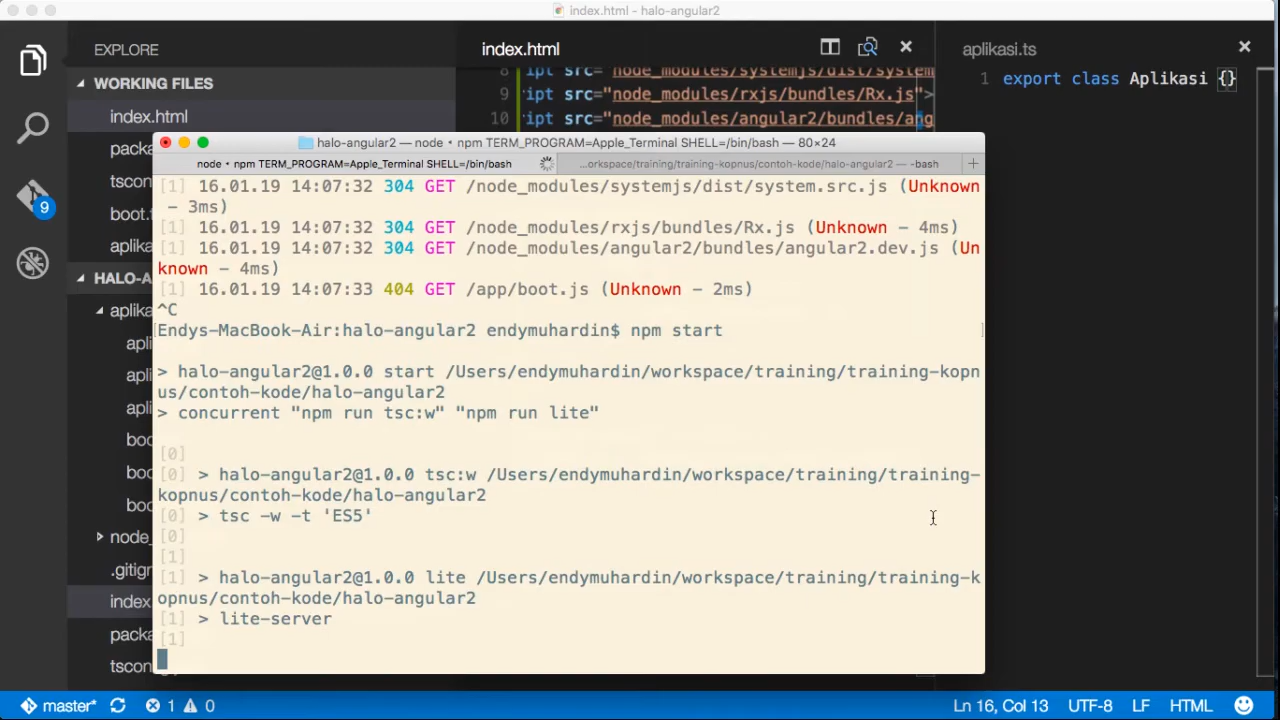 index.html - halo-angular2
EXPLORE
WORKING FILES
index.html
packa
tscon
boot.t
aplika
HALO-A
aplika
apli
apli
apli
boo
boo
boo
node_
.gitign
index
packa
tscon
index.html
8 ipt src="node_modules/systemjs/dist/system
9 ipt src="node_modules/rxjs/bundles/Rx.js">
10 ipt src="node_modules/angular2/bundles/ang
aplikasi.ts
1 export class Aplikasi {}
halo-angular2 — node • npm TERM_PROGRAM=Apple_Terminal SHELL=/bin/bash — 80×24
node • npm TERM_PROGRAM=Apple_Terminal SHELL=/bin/bash
...orkspace/training/training-kopnus/contoh-kode/halo-angular2 — -bash
[1] 16.01.19 14:07:32 304 GET /node_modules/systemjs/dist/system.src.js (Unknown
- 3ms)
[1] 16.01.19 14:07:32 304 GET /node_modules/rxjs/bundles/Rx.js (Unknown - 4ms)
[1] 16.01.19 14:07:32 304 GET /node_modules/angular2/bundles/angular2.dev.js (Un
known - 4ms)
[1] 16.01.19 14:07:33 404 GET /app/boot.js (Unknown - 2ms)
^C
[Endys-MacBook-Air:halo-angular2 endymuhardin$ npm start ]
> halo-angular2@1.0.0 start /Users/endymuhardin/workspace/training/training-kopn
us/contoh-kode/halo-angular2
> concurrent "npm run tsc:w" "npm run lite"
[0]
[0] > halo-angular2@1.0.0 tsc:w /Users/endymuhardin/workspace/training/training-
kopnus/contoh-kode/halo-angular2
[0] > tsc -w -t 'ES5'
[0]
[1]
[1] > halo-angular2@1.0.0 lite /Users/endymuhardin/workspace/training/training-k
opnus/contoh-kode/halo-angular2
[1] > lite-server
[1]
9
master*
1 0
Ln 16, Col 13 UTF-8 LF HTML